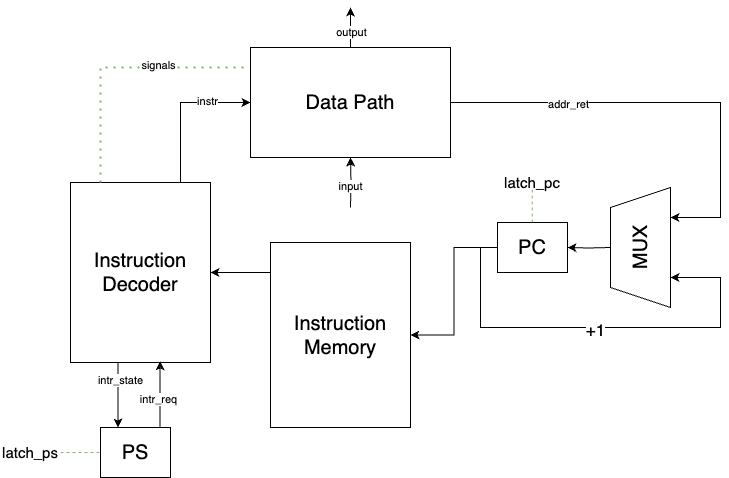 output
signals
instr
Data Path
addr_ret
input
latch_pc
PC
MUX
Instruction
Decoder
Instruction
Memory
+1
intr_state
intr_req
latch_ps
PS